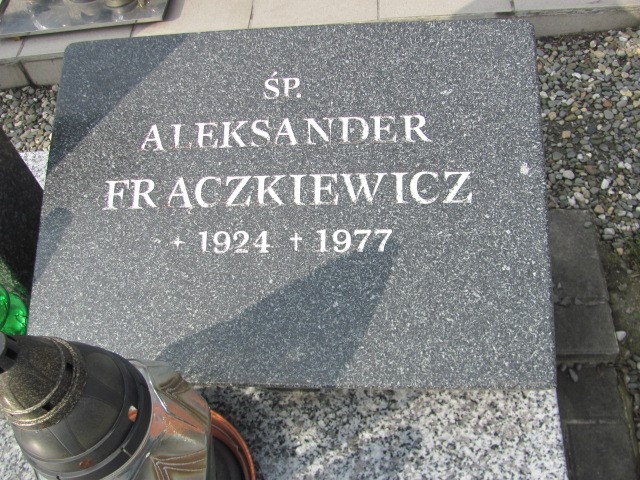 ŚP.
ALEKSANDER
FRĄCZKIEWICZ
+ 1924 † 1977